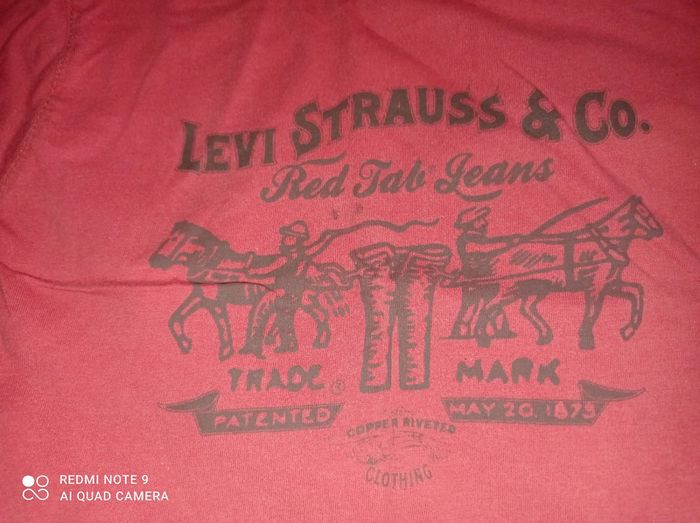 LEVI STRAUSS & CO.
Red Tab Jeans
TRADE ® MARK
PATENTED MAY 20, 1873
COPPER RIVETED
CLOTHING
REDMI NOTE 9
AI QUAD CAMERA